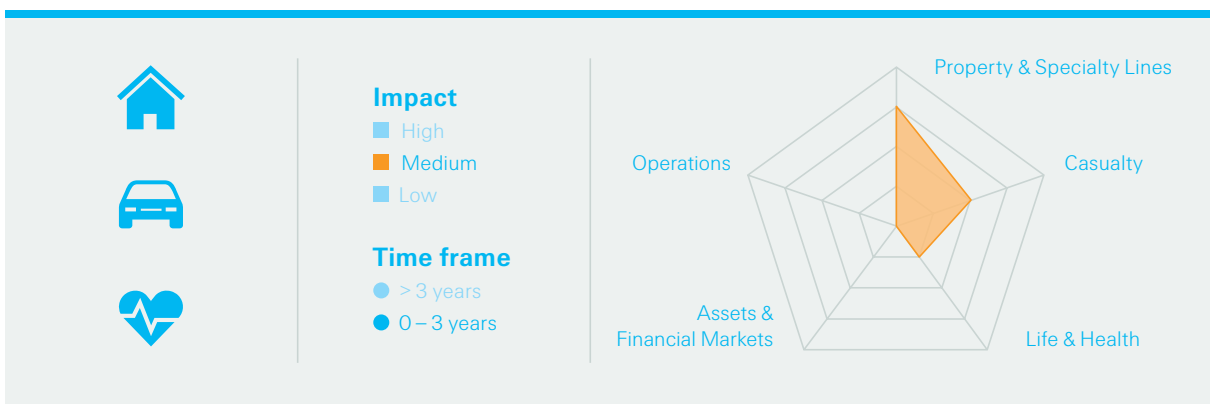 Impact
High
Medium
Low
Time frame
> 3 years
0 – 3 years
Property & Specialty Lines
Operations
Casualty
Assets &
Financial Markets
Life & Health